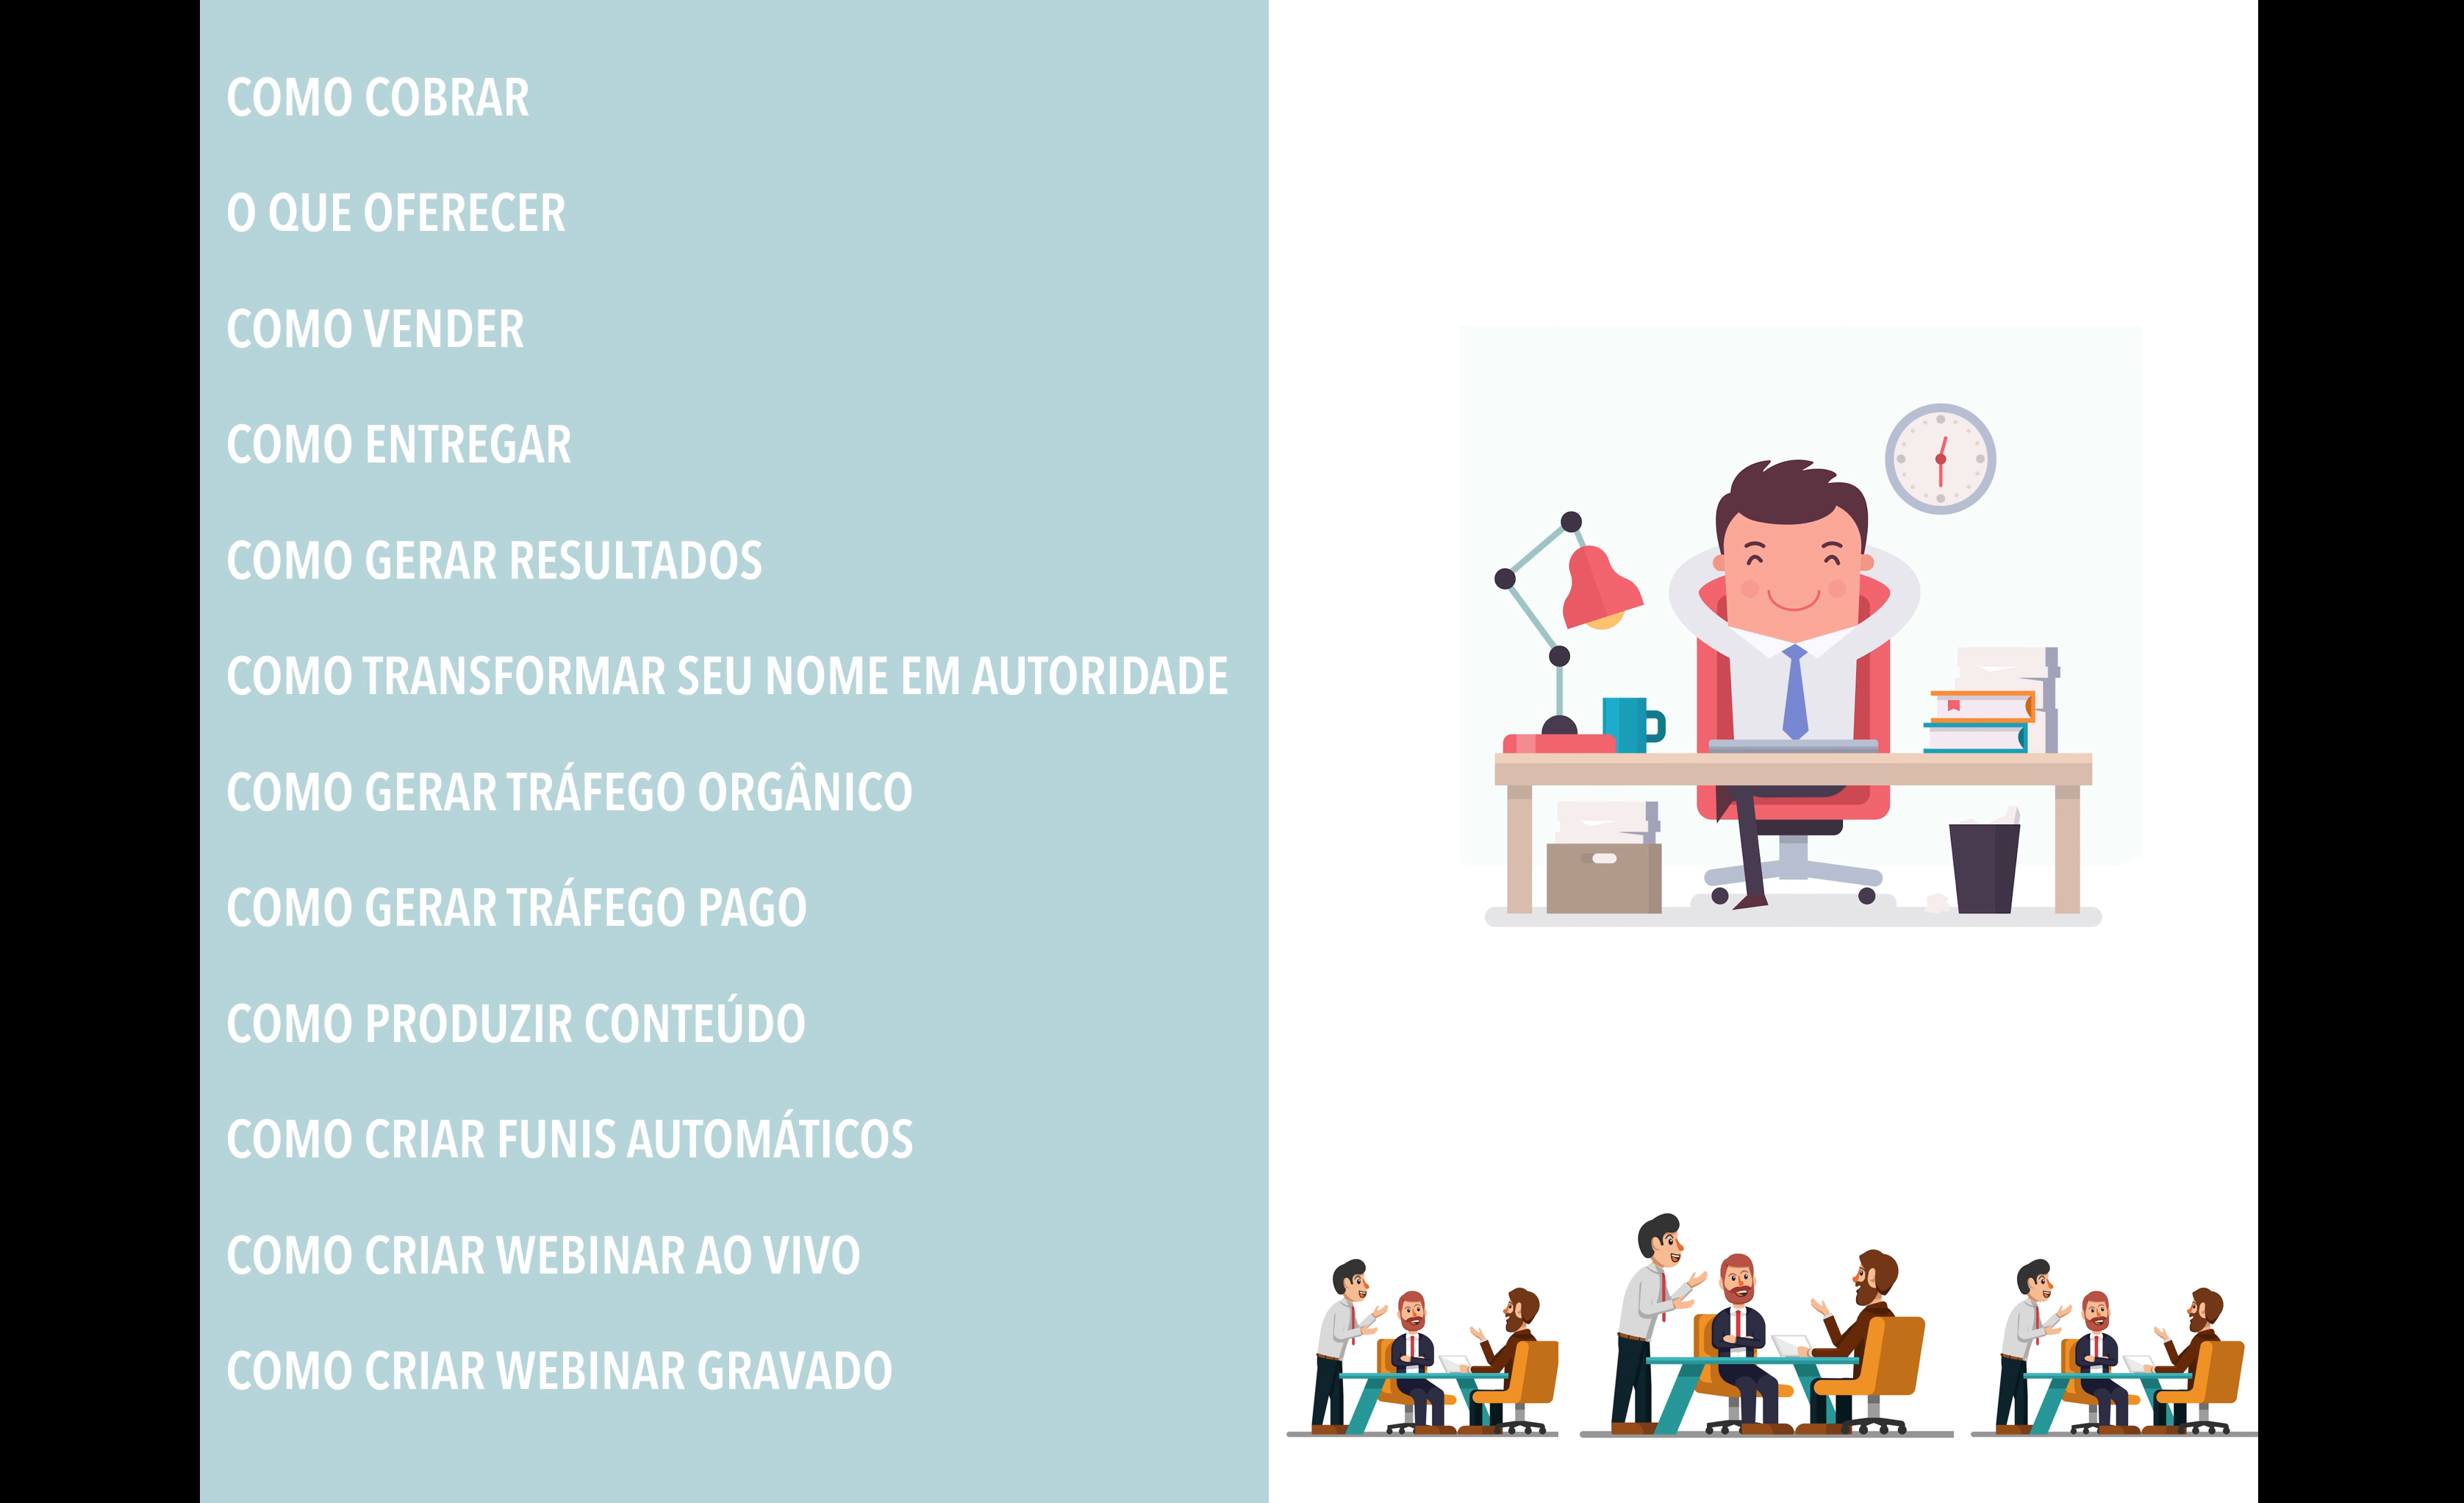 COMO COBRAR
O QUE OFERECER
COMO VENDER
COMO ENTREGAR
COMO GERAR RESULTADOS
COMO TRANSFORMAR SEU NOME EM AUTORIDADE
COMO GERAR TRÁFEGO ORGÂNICO
COMO GERAR TRÁFEGO PAGO
COMO PRODUZIR CONTEÚDO
COMO CRIAR FUNIS AUTOMÁTICOS
COMO CRIAR WEBINAR AO VIVO
COMO CRIAR WEBINAR GRAVADO